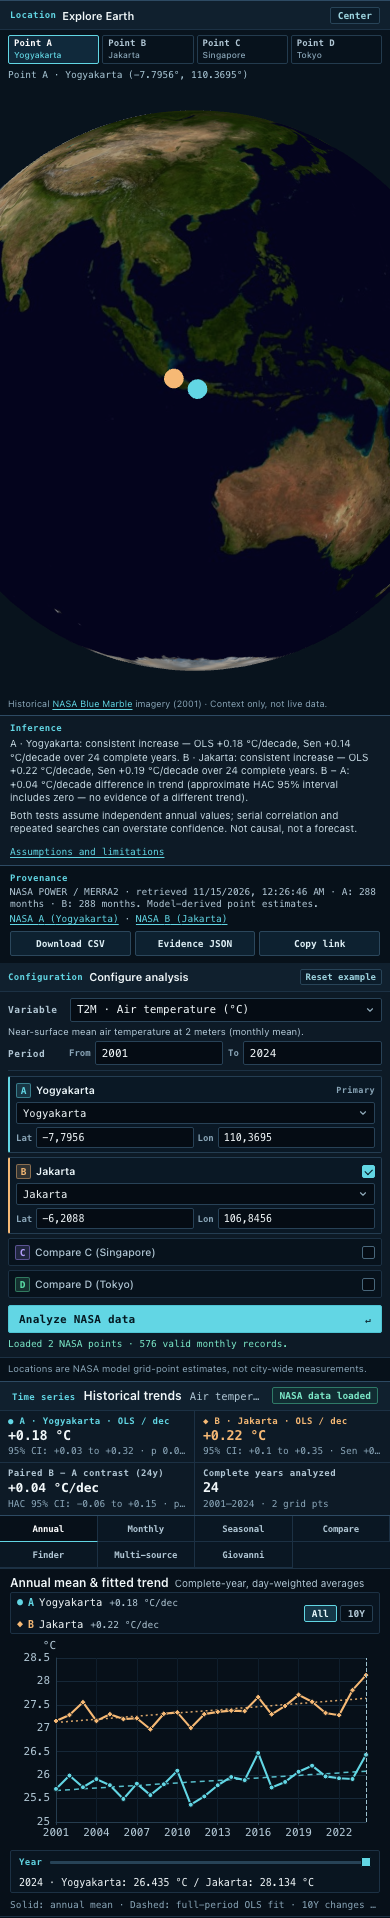 Location Explore Earth Center
Point A Point B Point C Point D
Yogyakarta Jakarta Singapore Tokyo
Point A · Yogyakarta (−7.7956°, 110.3695°)
Historical NASA Blue Marble imagery (2001) · Context only, not live data.
Inference
A · Yogyakarta: consistent increase — OLS +0.18 °C/decade, Sen +0.14
°C/decade over 24 complete years. B · Jakarta: consistent increase — OLS
+0.22 °C/decade, Sen +0.19 °C/decade over 24 complete years. B − A:
+0.04 °C/decade difference in trend (approximate HAC 95% interval
includes zero — no evidence of a different trend).
Both tests assume independent annual values; serial correlation and
repeated searches can overstate confidence. Not causal, not a forecast.
Assumptions and limitations
Provenance
NASA POWER / MERRA2 · retrieved 11/15/2026, 12:26:46 AM · A: 288
months · B: 288 months. Model-derived point estimates.
NASA A (Yogyakarta) · NASA B (Jakarta)
Download CSV Evidence JSON Copy link
Configuration Configure analysis Reset example
Variable T2M · Air temperature (°C)
Near-surface mean air temperature at 2 meters (monthly mean).
Period From 2001 To 2024
A Yogyakarta Primary
Yogyakarta
Lat −7,7956 Lon 110,3695
B Jakarta
Jakarta
Lat −6,2088 Lon 106,8456
C Compare C (Singapore)
D Compare D (Tokyo)
Analyze NASA data ↵
Loaded 2 NASA points · 576 valid monthly records.
Locations are NASA model grid-point estimates, not city-wide measurements.
Time series Historical trends Air temper… NASA data loaded
● A · Yogyakarta · OLS / dec
+0.18 °C
95% CI: +0.03 to +0.32 · p 0.0…
◆ B · Jakarta · OLS / dec
+0.22 °C
95% CI: +0.1 to +0.35 · Sen +0…
Paired B − A contrast (24y)
+0.04 °C/dec
HAC 95% CI: −0.06 to +0.15 · p…
Complete years analyzed
24
2001–2024 · 2 grid pts
Annual Monthly Seasonal Compare
Finder Multi-source Giovanni
Annual mean & fitted trend Complete-year, day-weighted averages
● A Yogyakarta +0.18 °C/dec
◆ B Jakarta +0.22 °C/dec
All 10Y
°C
28.5
28
27.5
27
26.5
26
25.5
25
2001 2004 2007 2010 2013 2016 2019 2022
Year
2024 · Yogyakarta: 26.435 °C / Jakarta: 28.134 °C
Solid: annual mean · Dashed: full-period OLS fit · 10Y changes …